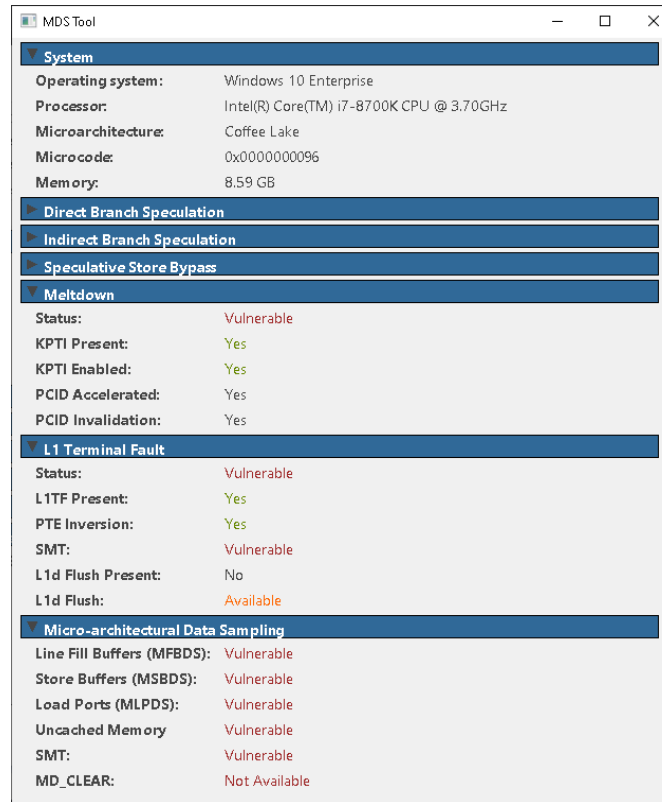 MDS Tool
System
Operating system: Windows 10 Enterprise
Processor: Intel(R) Core(TM) i7-8700K CPU @ 3.70GHz
Microarchitecture: Coffee Lake
Microcode: 0x0000000096
Memory: 8.59 GB
Direct Branch Speculation
Indirect Branch Speculation
Speculative Store Bypass
Meltdown
Status: Vulnerable
KPTI Present: Yes
KPTI Enabled: Yes
PCID Accelerated: Yes
PCID Invalidation: Yes
L1 Terminal Fault
Status: Vulnerable
L1TF Present: Yes
PTE Inversion: Yes
SMT: Vulnerable
L1d Flush Present: No
L1d Flush: Available
Micro-architectural Data Sampling
Line Fill Buffers (MFBDS): Vulnerable
Store Buffers (MSBDS): Vulnerable
Load Ports (MLPDS): Vulnerable
Uncached Memory Vulnerable
SMT: Vulnerable
MD_CLEAR: Not Available